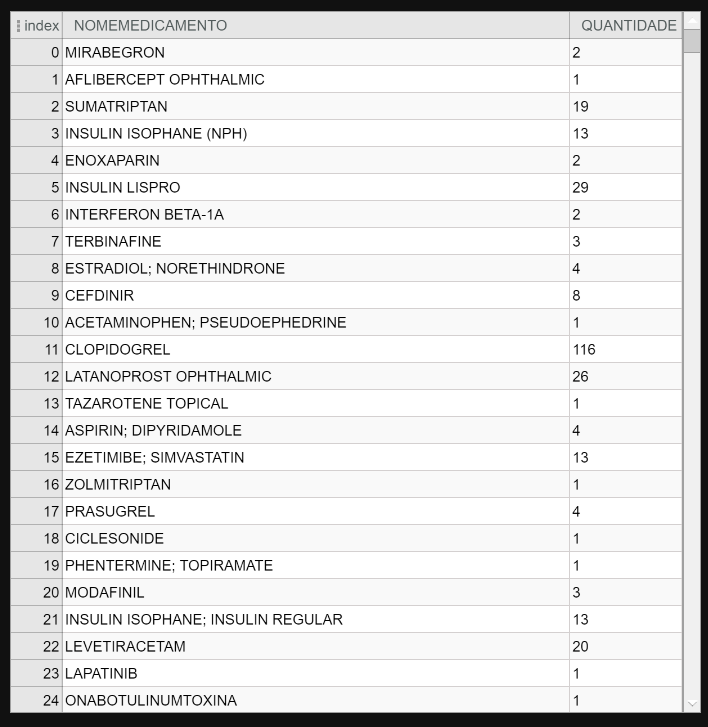 index NOMEMEDICAMENTO QUANTIDADE
0 MIRABEGRON 2
1 AFLIBERCEPT OPHTHALMIC 1
2 SUMATRIPTAN 19
3 INSULIN ISOPHANE (NPH) 13
4 ENOXAPARIN 2
5 INSULIN LISPRO 29
6 INTERFERON BETA-1A 2
7 TERBINAFINE 3
8 ESTRADIOL; NORETHINDRONE 4
9 CEFDINIR 8
10 ACETAMINOPHEN; PSEUDOEPHEDRINE 1
11 CLOPIDOGREL 116
12 LATANOPROST OPHTHALMIC 26
13 TAZAROTENE TOPICAL 1
14 ASPIRIN; DIPYRIDAMOLE 4
15 EZETIMIBE; SIMVASTATIN 13
16 ZOLMITRIPTAN 1
17 PRASUGREL 4
18 CICLESONIDE 1
19 PHENTERMINE; TOPIRAMATE 1
20 MODAFINIL 3
21 INSULIN ISOPHANE; INSULIN REGULAR 13
22 LEVETIRACETAM 20
23 LAPATINIB 1
24 ONABOTULINUMTOXINA 1